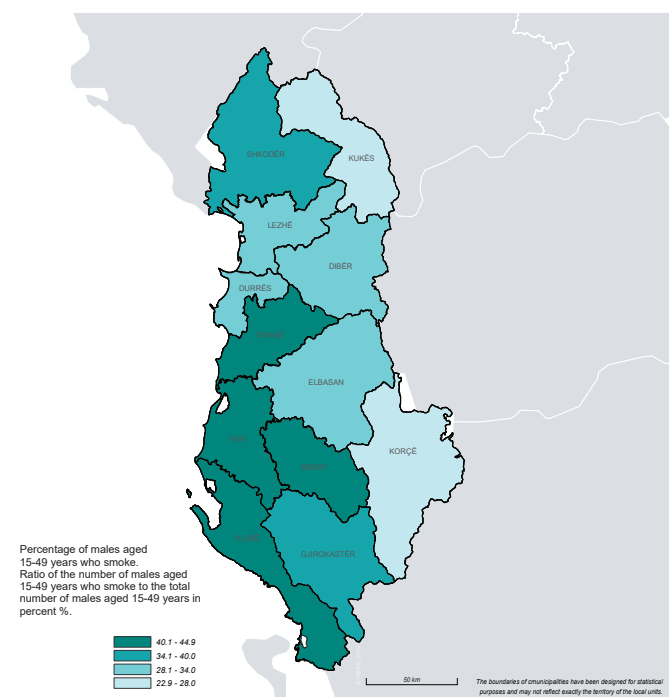 SHKODËR
KUKËS
LEZHË
DIBËR
DURRËS
ELBASAN
KORÇË
GJIROKASTËR
Percentage of males aged
15-49 years who smoke.
Ratio of the number of males aged
15-49 years who smoke to the total
number of males aged 15-49 years in
percent %.
40.1 - 44.9
34.1 - 40.0
28.1 - 34.0
22.9 - 28.0
50 km
The boundaries of cmunicipalities have been designed for statistical
purposes and may not reflect exactly the territory of the local units.